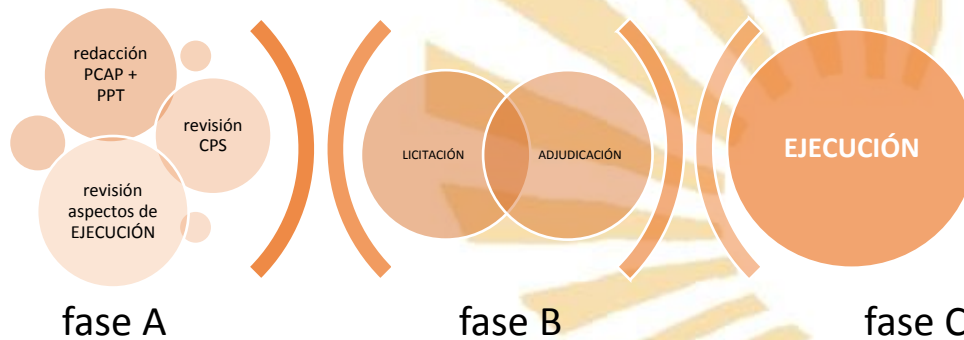 redacción
PCAP +
PPT
revisión
CPS
revisión
aspectos de
EJECUCIÓN
LICITACIÓN
ADJUDICACIÓN
EJECUCIÓN
fase A
fase B
fase C